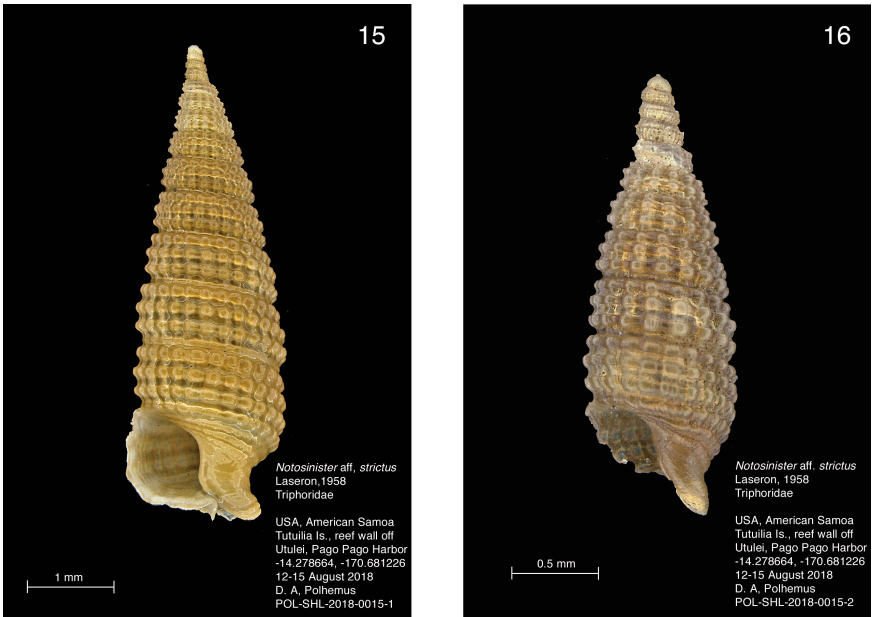 15
Notosinister aff, strictus
Laseron,1958
Triphoridae
USA, American Samoa
Tutuilia Is., reef wall off
Utulei, Pago Pago Harbor
-14.278664, -170.681226
12-15 August 2018
D. A, Polhemus
POL-SHL-2018-0015-1
1 mm
16
Notosinister aff. strictus
Laseron, 1958
Triphoridae
USA, American Samoa
Tutuilia Is., reef wall off
Utulei, Pago Pago Harbor
-14.278664, -170.681226
12-15 August 2018
D. A, Polhemus
POL-SHL-2018-0015-2
0.5 mm